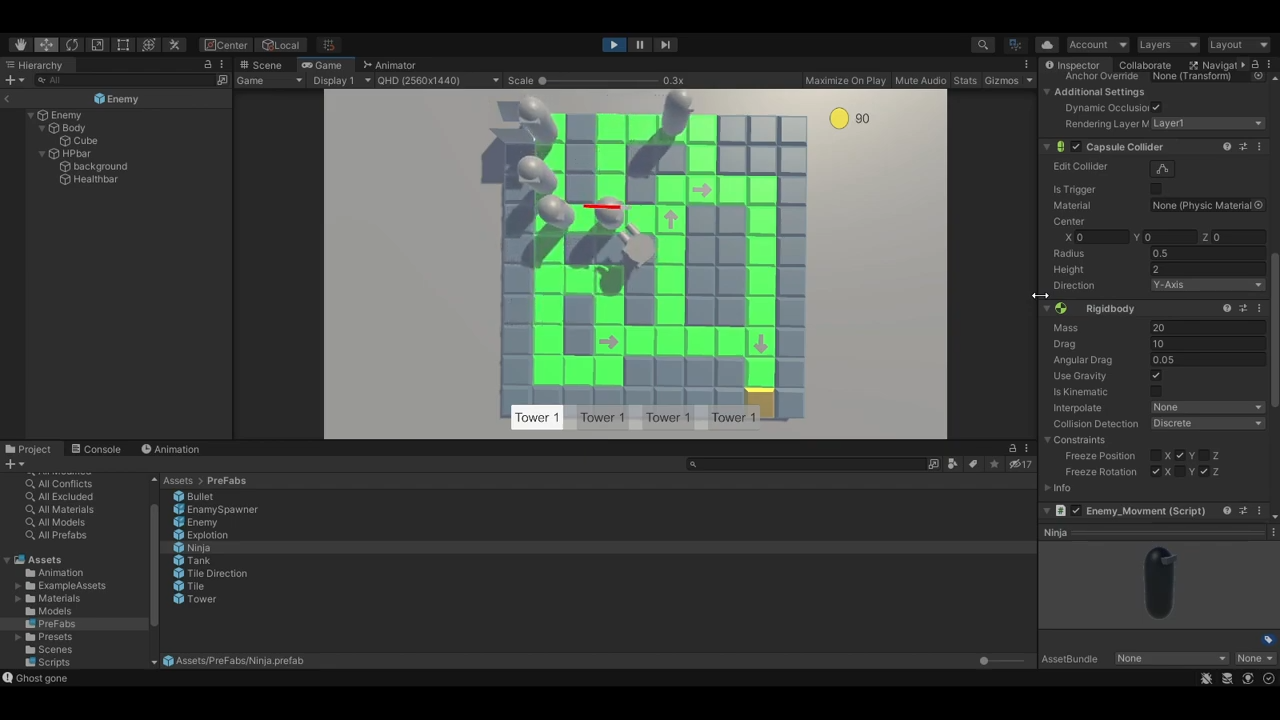 Center Local Account Layers Layout
Hierarchy Scene Game Animator Inspector Collaborate Navigat
All Game Display 1 QHD (2560x1440) Scale 0.3x Maximize On Play Mute Audio Stats Gizmos
Anchor Override None (Transform)
Enemy
Additional Settings
Dynamic Occlusion
Rendering Layer M Layer1
Enemy
Body
Cube
HPbar
background
Healthbar
90
Capsule Collider
Edit Collider
Is Trigger
Material None (Physic Material
Center
X 0 Y 0 Z 0
Radius 0.5
Height 2
Direction Y-Axis
Rigidbody
Mass 20
Drag 10
Angular Drag 0.05
Use Gravity
Is Kinematic
Interpolate None
Collision Detection Discrete
Constraints
Freeze Position X Y Z
Freeze Rotation X Y Z
Info
Enemy_Movment (Script)
Tower 1 Tower 1 Tower 1 Tower 1
Project Console Animation
17
All Conflicts
All Excluded
All Materials
All Models
All Prefabs
Assets
Animation
ExampleAssets
Materials
Models
PreFabs
Presets
Scenes
Scripts
Assets > PreFabs
Bullet
EnamySpawner
Enemy
Explotion
Ninja
Tank
Tile Direction
Tile
Tower
Assets/PreFabs/Ninja.prefab
Ninja
AssetBundle None None
Ghost gone